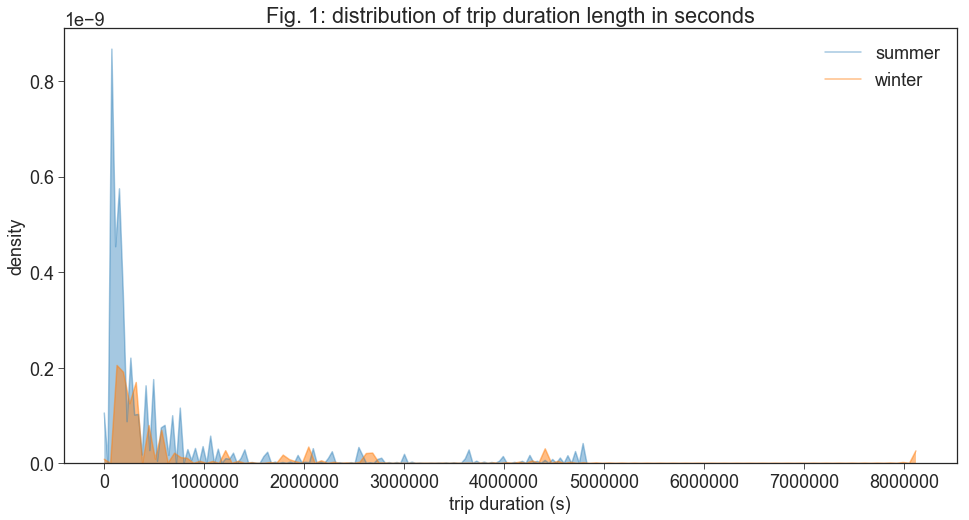 Fig. 1: distribution of trip duration length in seconds
1e−9
summer
winter
0.8
0.6
0.4
0.2
0.0
density
0 1000000 2000000 3000000 4000000 5000000 6000000 7000000 8000000
trip duration (s)